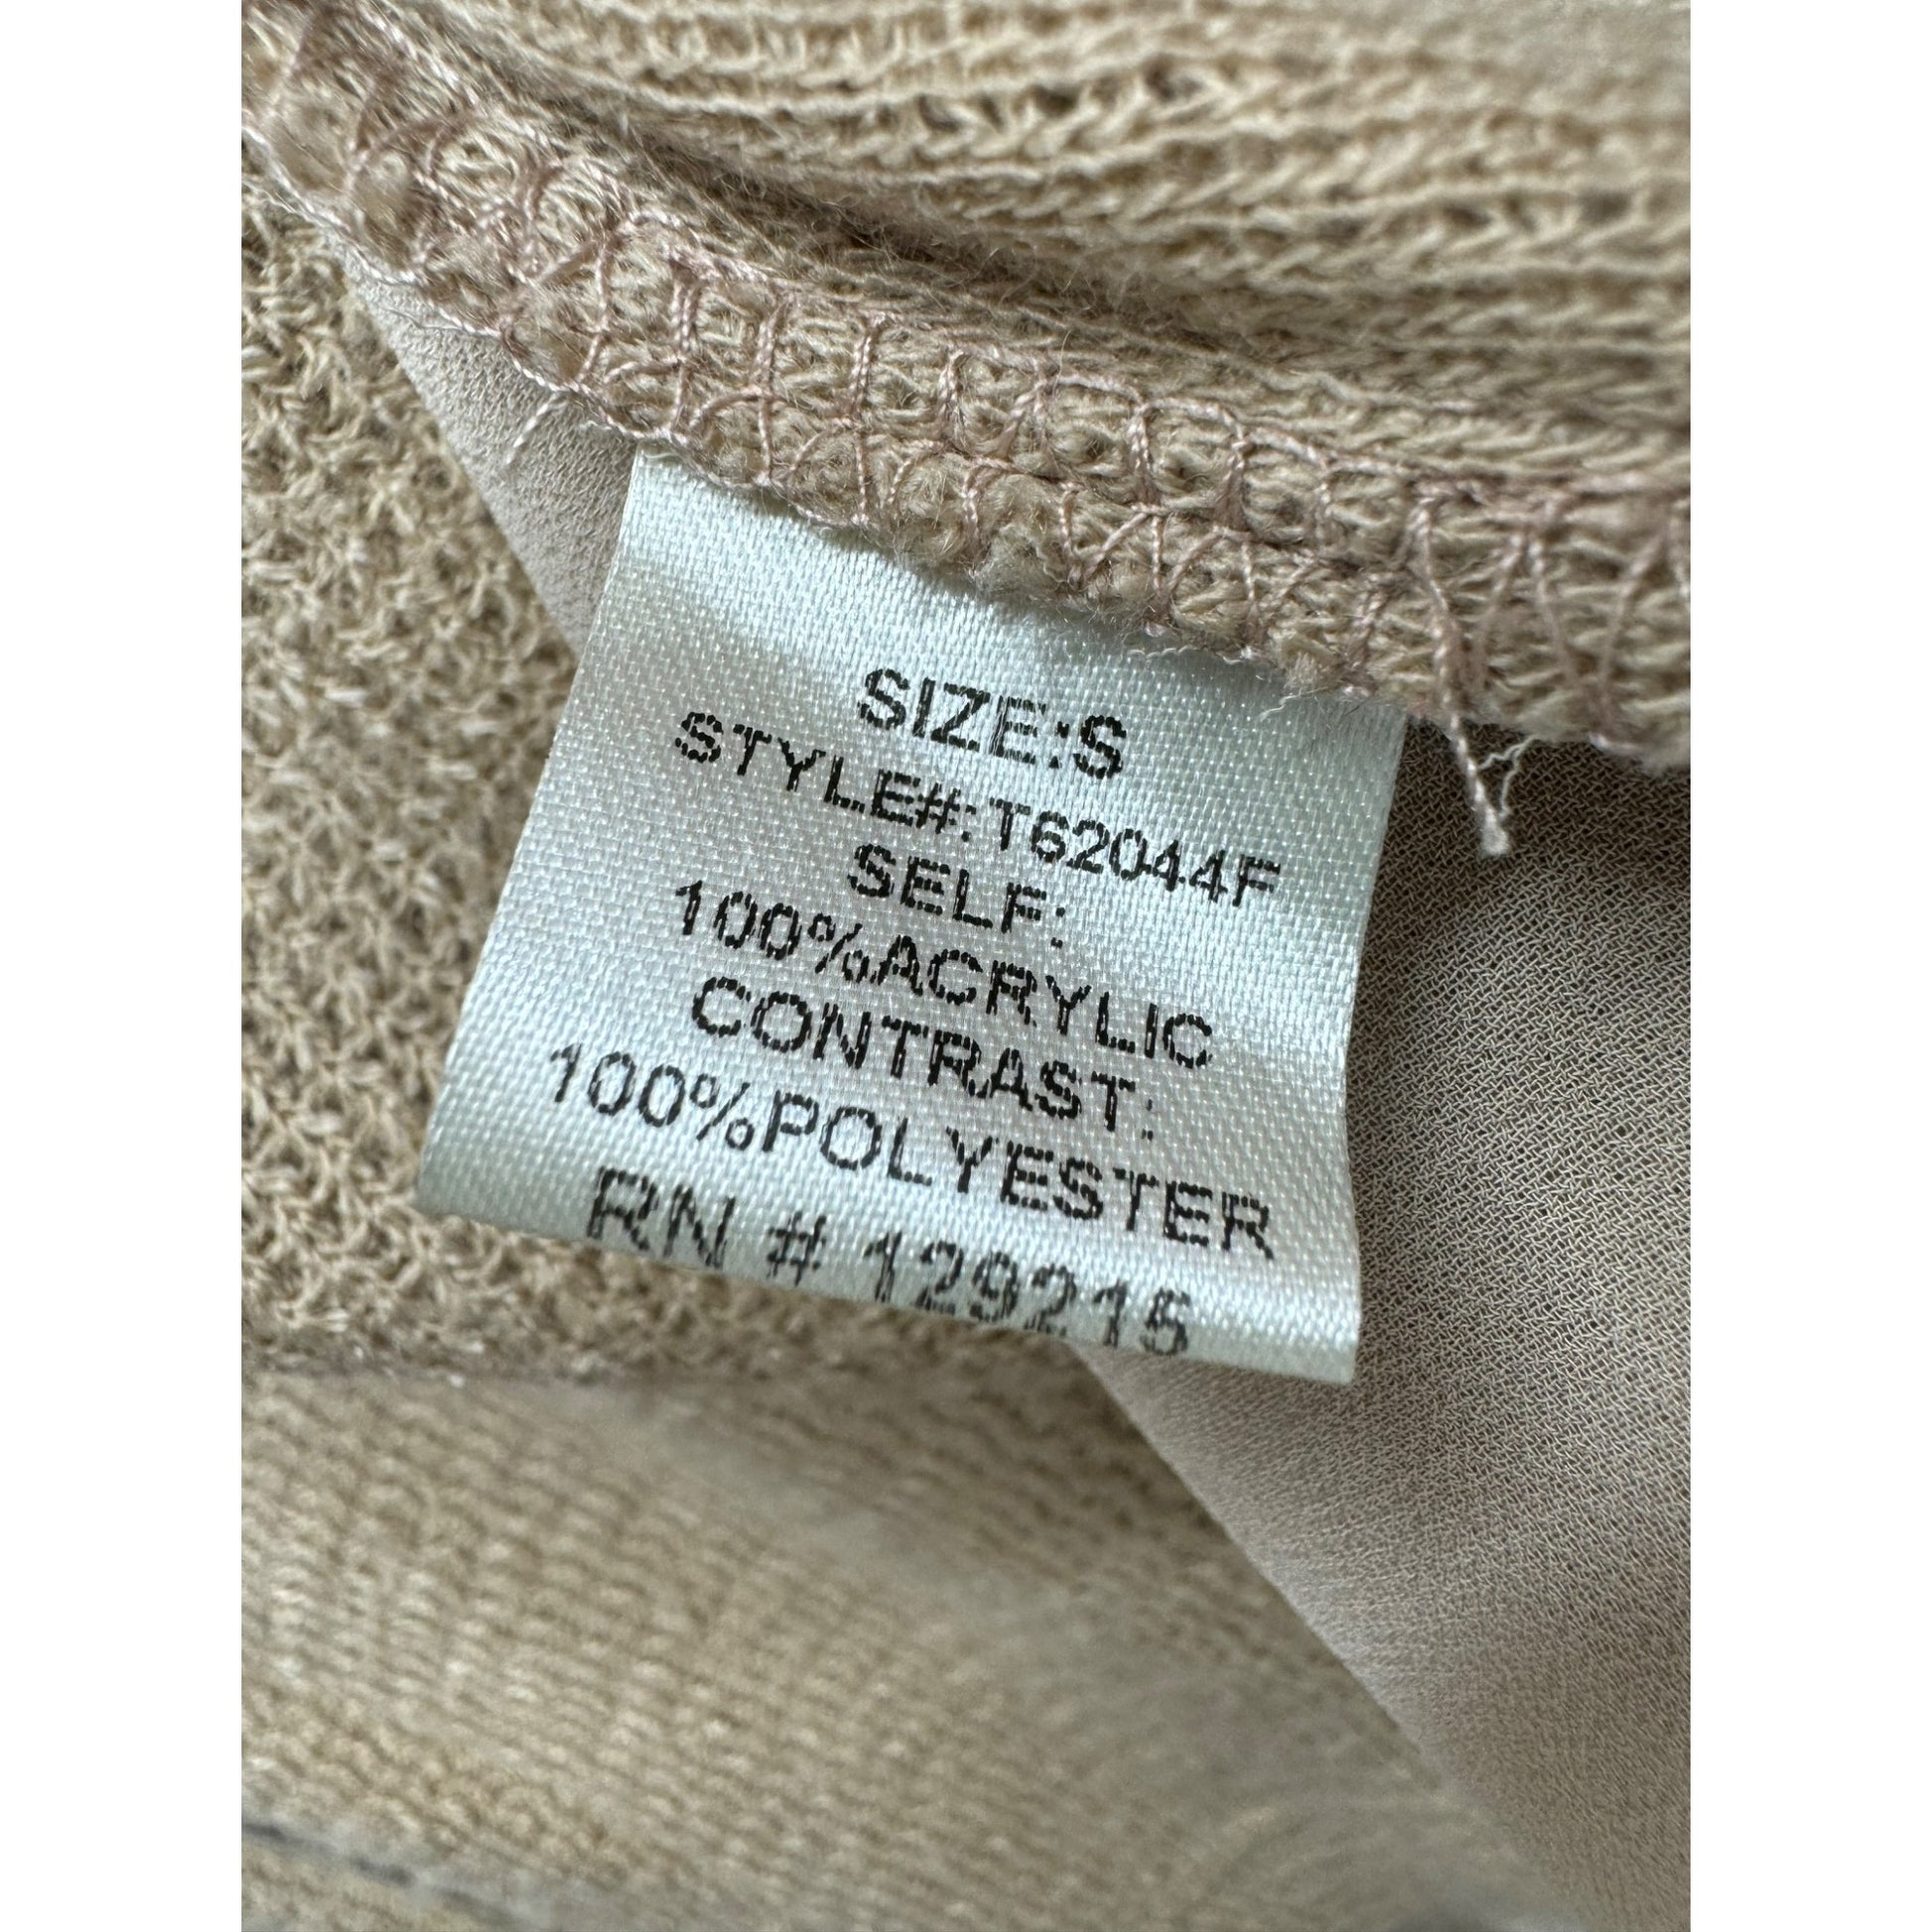 SIZE:S
STYLE#:T62044F
SELF:
100%ACRYLIC
CONTRAST:
100%POLYESTER
RN # 129215